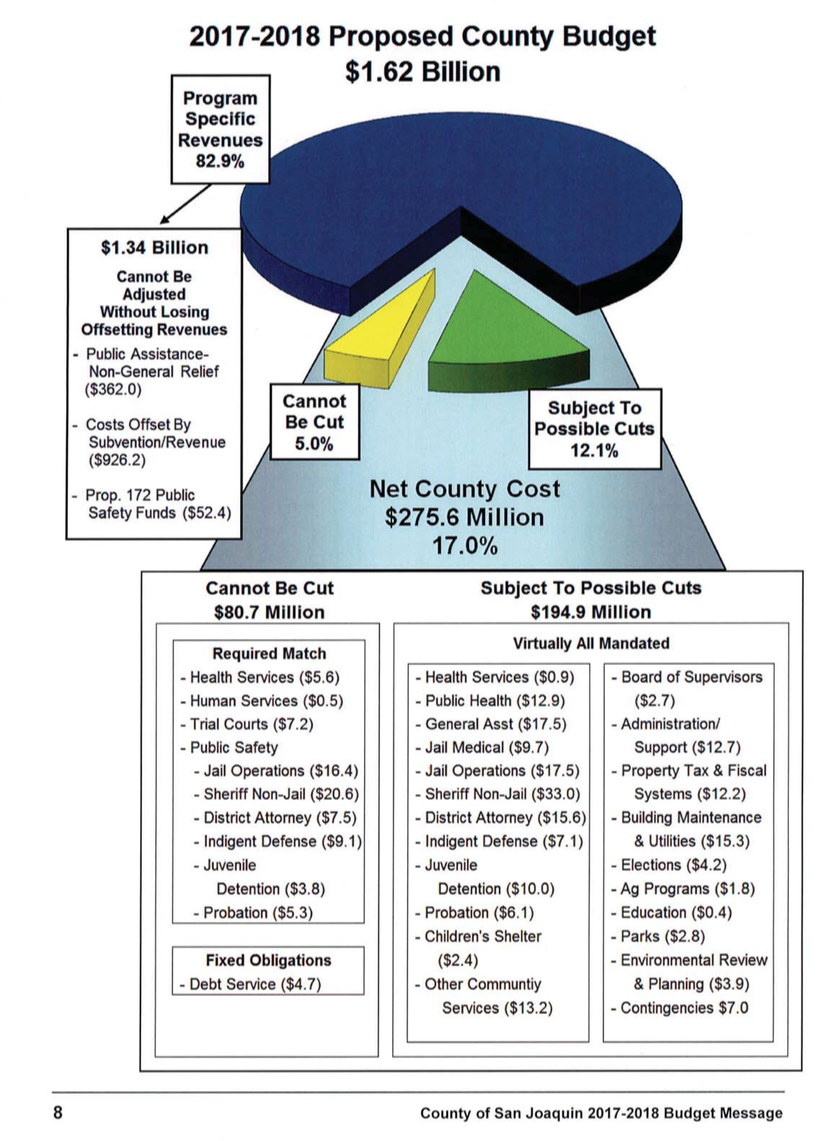 2017-2018 Proposed County Budget
$1.62 Billion
Program
Specific
Revenues
82.9%
$1.34 Billion
Cannot Be
Adjusted
Without Losing
Offsetting Revenues
- Public Assistance-
Non-General Relief
($362.0)
- Costs Offset By
Subvention/Revenue
($926.2)
- Prop. 172 Public
Safety Funds ($52.4)
Cannot
Be Cut
5.0%
Subject To
Possible Cuts
12.1%
Net County Cost
$275.6 Million
17.0%
Cannot Be Cut
$80.7 Million
Required Match
- Health Services ($5.6)
- Human Services ($0.5)
- Trial Courts ($7.2)
- Public Safety
- Jail Operations ($16.4)
- Sheriff Non-Jail ($20.6)
- District Attorney ($7.5)
- Indigent Defense ($9.1)
- Juvenile
Detention ($3.8)
- Probation ($5.3)
Fixed Obligations
- Debt Service ($4.7)
Subject To Possible Cuts
$194.9 Million
Virtually All Mandated
- Health Services ($0.9)
- Public Health ($12.9)
- General Asst ($17.5)
- Jail Medical ($9.7)
- Jail Operations ($17.5)
- Sheriff Non-Jail ($33.0)
- District Attorney ($15.6)
- Indigent Defense ($7.1)
- Juvenile
Detention ($10.0)
- Probation ($6.1)
- Children's Shelter
($2.4)
- Other Communtiy
Services ($13.2)
- Board of Supervisors
($2.7)
- Administration/
Support ($12.7)
- Property Tax & Fiscal
Systems ($12.2)
- Building Maintenance
& Utilities ($15.3)
- Elections ($4.2)
- Ag Programs ($1.8)
- Education ($0.4)
- Parks ($2.8)
- Environmental Review
& Planning ($3.9)
- Contingencies $7.0
8
County of San Joaquin 2017-2018 Budget Message